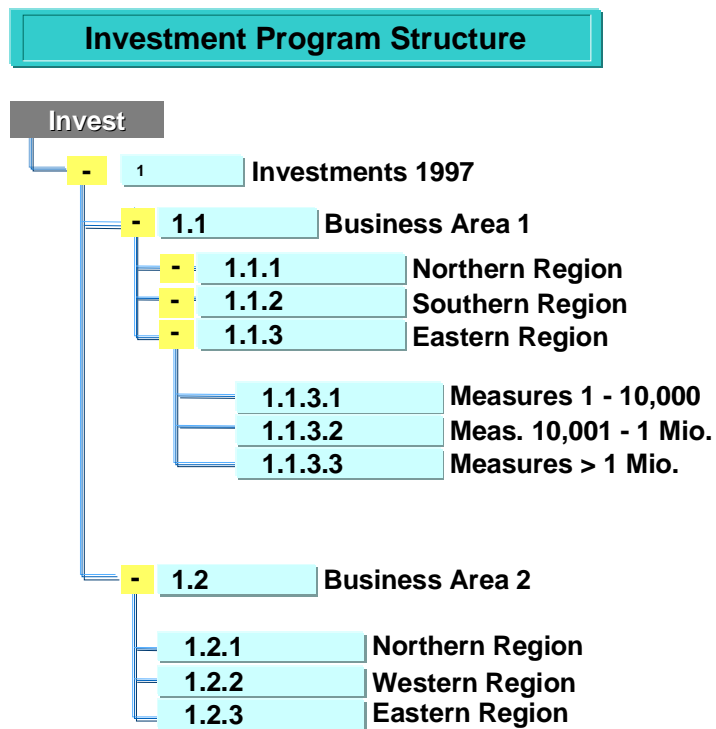 Investment Program Structure
Invest
- 1 Investments 1997
- 1.1 Business Area 1
- 1.1.1 Northern Region
- 1.1.2 Southern Region
- 1.1.3 Eastern Region
1.1.3.1 Measures 1 - 10,000
1.1.3.2 Meas. 10,001 - 1 Mio.
1.1.3.3 Measures > 1 Mio.
- 1.2 Business Area 2
1.2.1 Northern Region
1.2.2 Western Region
1.2.3 Eastern Region